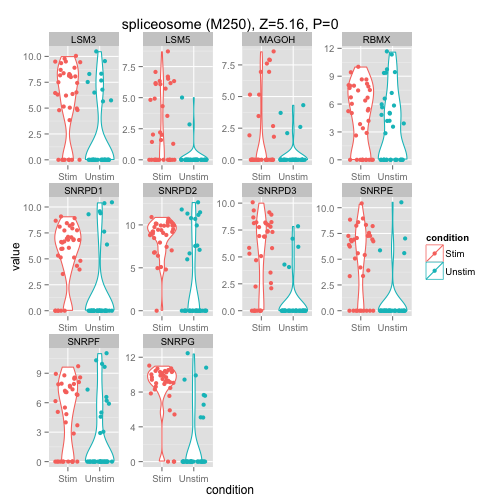 spliceosome (M250), Z=5.16, P=0
LSM3 LSM5 MAGOH RBMX
10.0 7.5 5.0 2.5 0.0
7.5 5.0 2.5 0.0
7.5 5.0 2.5 0.0
12 8 4 0
Stim Unstim Stim Unstim Stim Unstim Stim Unstim
SNRPD1 SNRPD2 SNRPD3 SNRPE
10.0 7.5 5.0 2.5 0.0
10 5 0
10.0 7.5 5.0 2.5 0.0
10.0 7.5 5.0 2.5 0.0
Stim Unstim Stim Unstim Stim Unstim Stim Unstim
value
condition
Stim
Unstim
SNRPF SNRPG
9 6 3 0
12 8 4 0
Stim Unstim Stim Unstim
condition